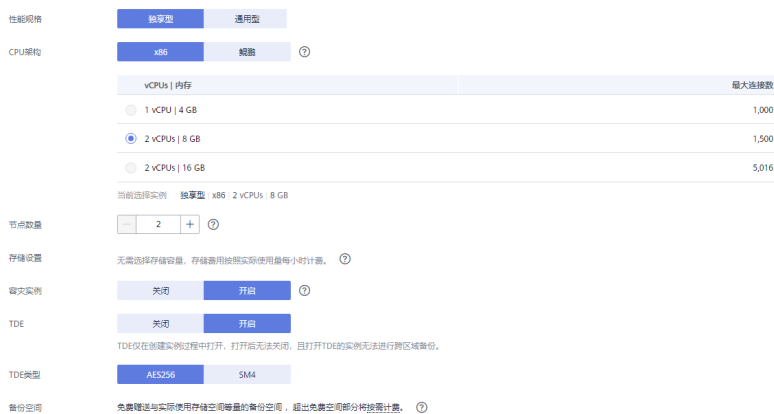 性能规格 独享型 通用型
CPU架构 x86 鲲鹏
vCPUs | 内存 最大连接数
1 vCPU | 4 GB 1,000
2 vCPUs | 8 GB 1,500
2 vCPUs | 16 GB 5,016
当前选择实例 独享型 | x86 | 2 vCPUs | 8 GB
节点数量 2
存储设置 无需选择存储容量，存储费用按照实际使用量每小时计费。
容灾实例 关闭 开启
TDE 关闭 开启
TDE仅在创建实例过程中打开，打开后无法关闭，且打开TDE的实例无法进行跨区域备份。
TDE类型 AES256 SM4
备份空间 免费赠送与实际使用存储空间等量的备份空间，超出免费空间部分将按需计费。